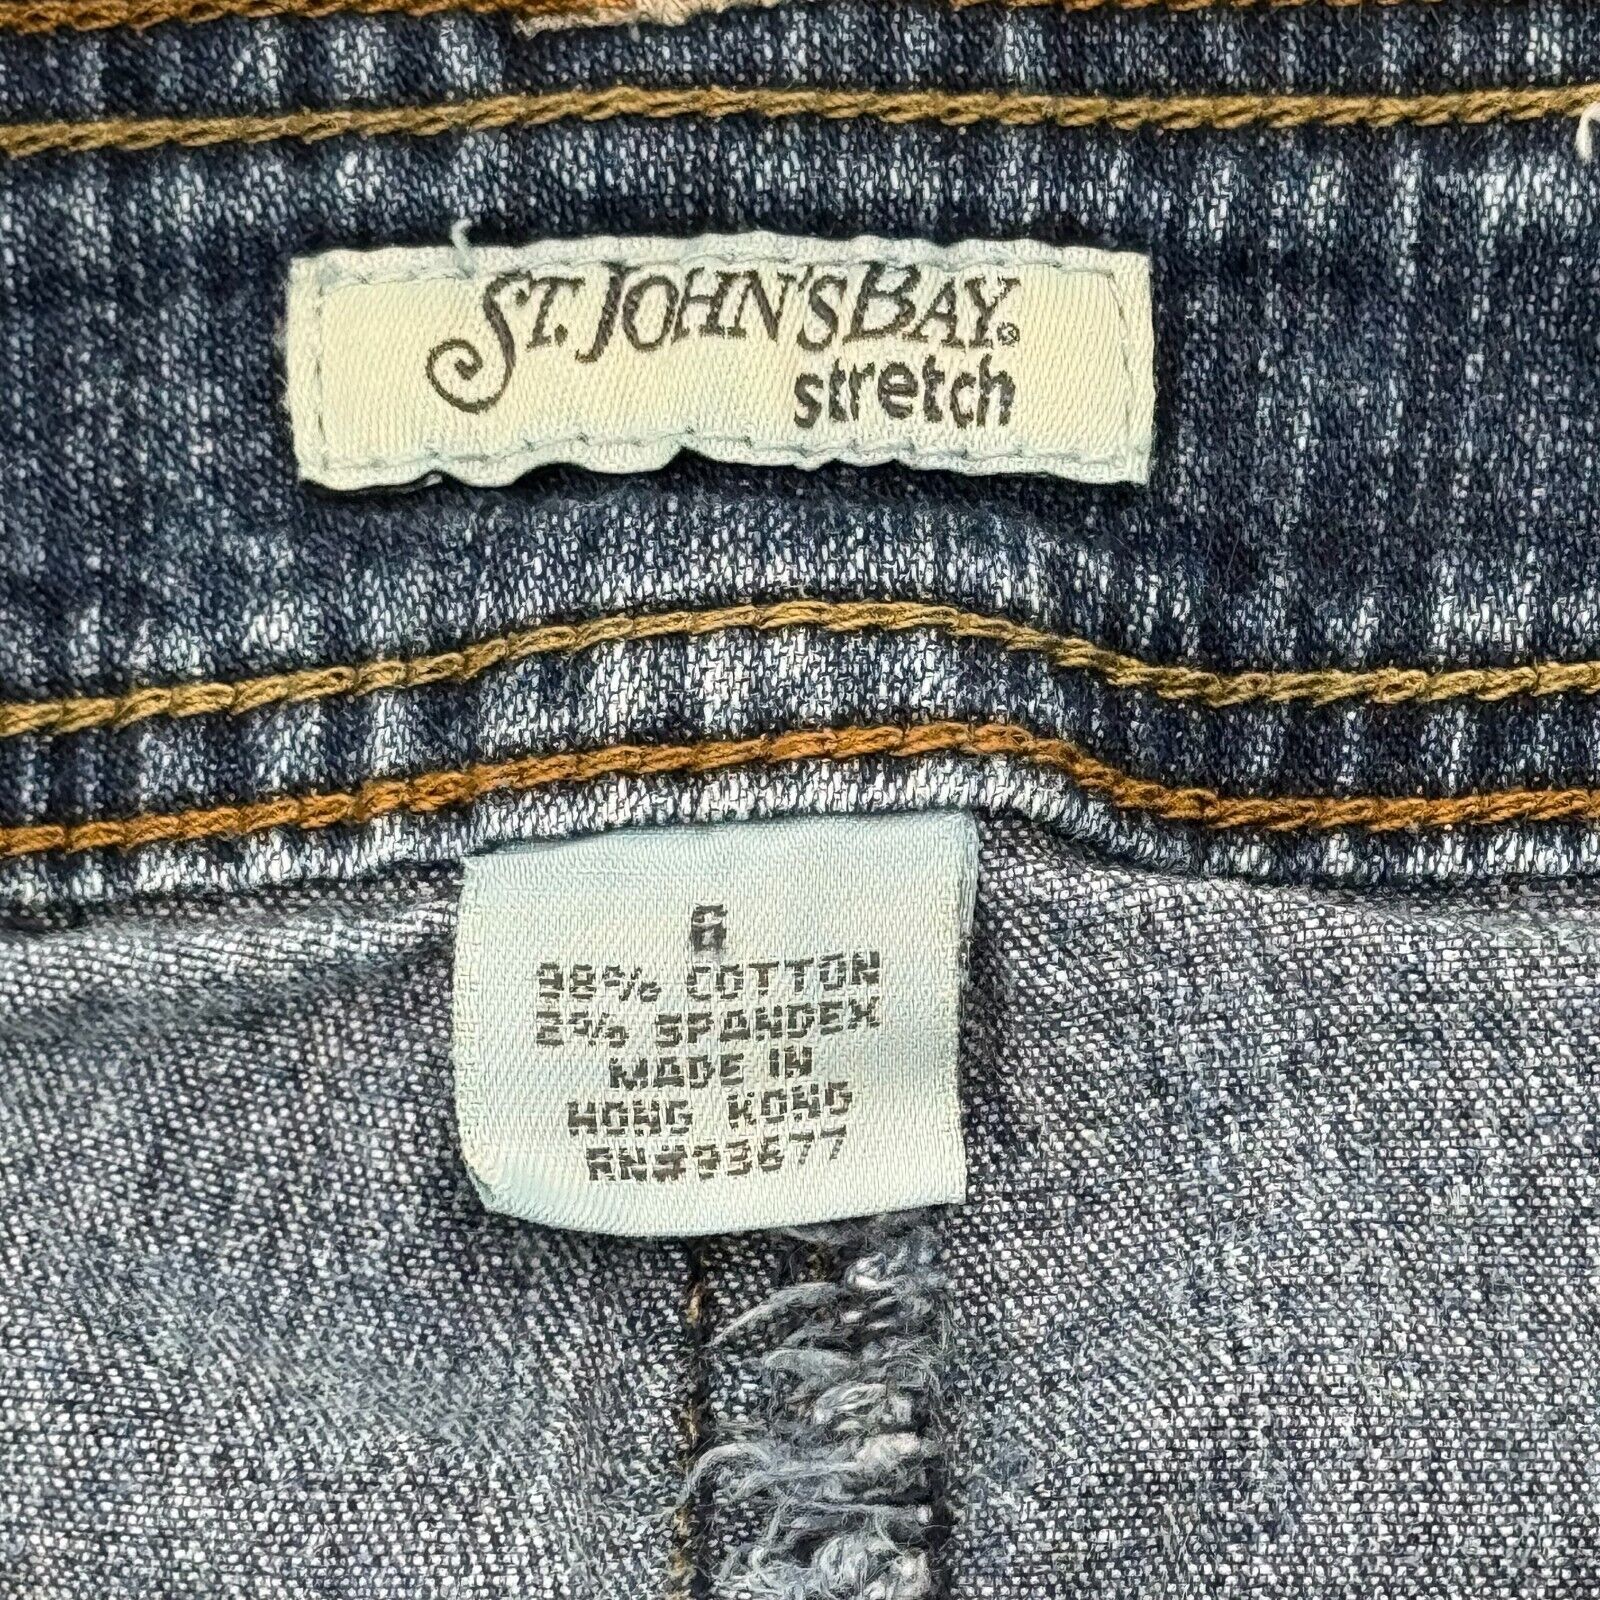 ST. JOHN'S BAY®
stretch
6
98% COTTON
2% SPANDEX
MADE IN
HONG KONG
RN#93677